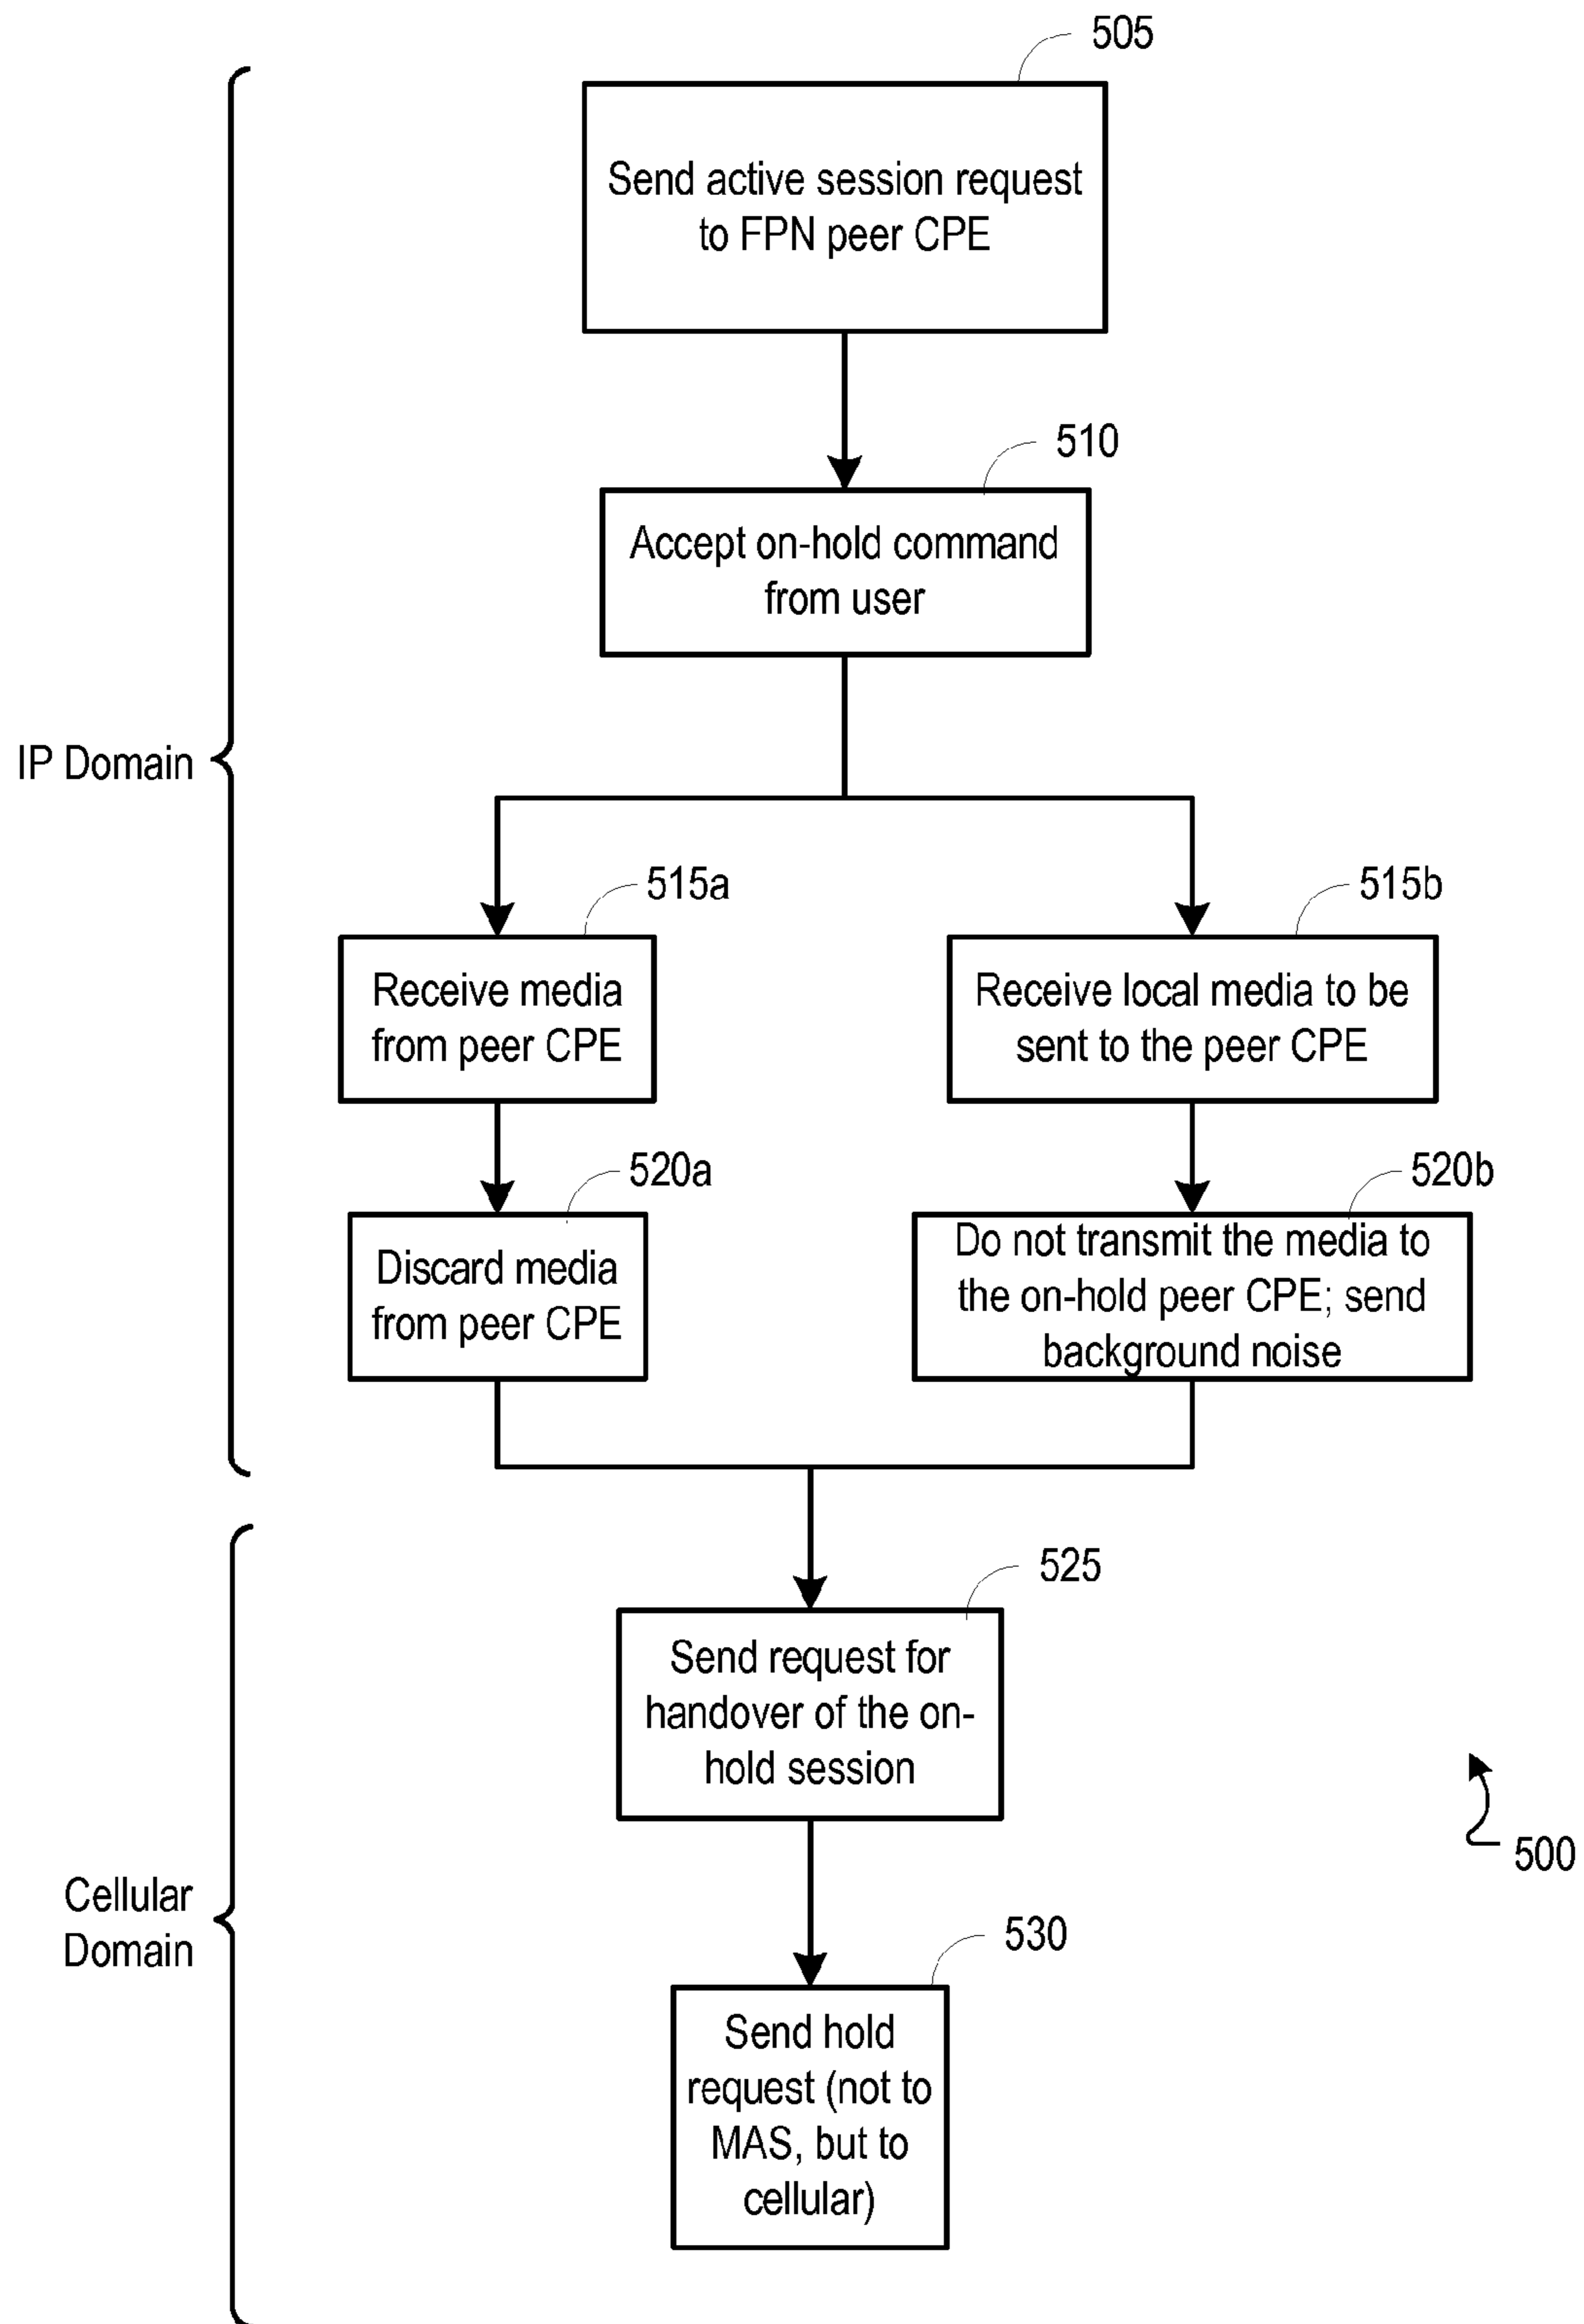 505
Send active session request
to FPN peer CPE
510
Accept on-hold command
from user
IP Domain
515a
515b
Receive media
from peer CPE
Receive local media to be
sent to the peer CPE
520a
520b
Discard media
from peer CPE
Do not transmit the media to
the on-hold peer CPE; send
background noise
525
Send request for
handover of the on-
hold session
500
Cellular
Domain
530
Send hold
request (not to
MAS, but to
cellular)